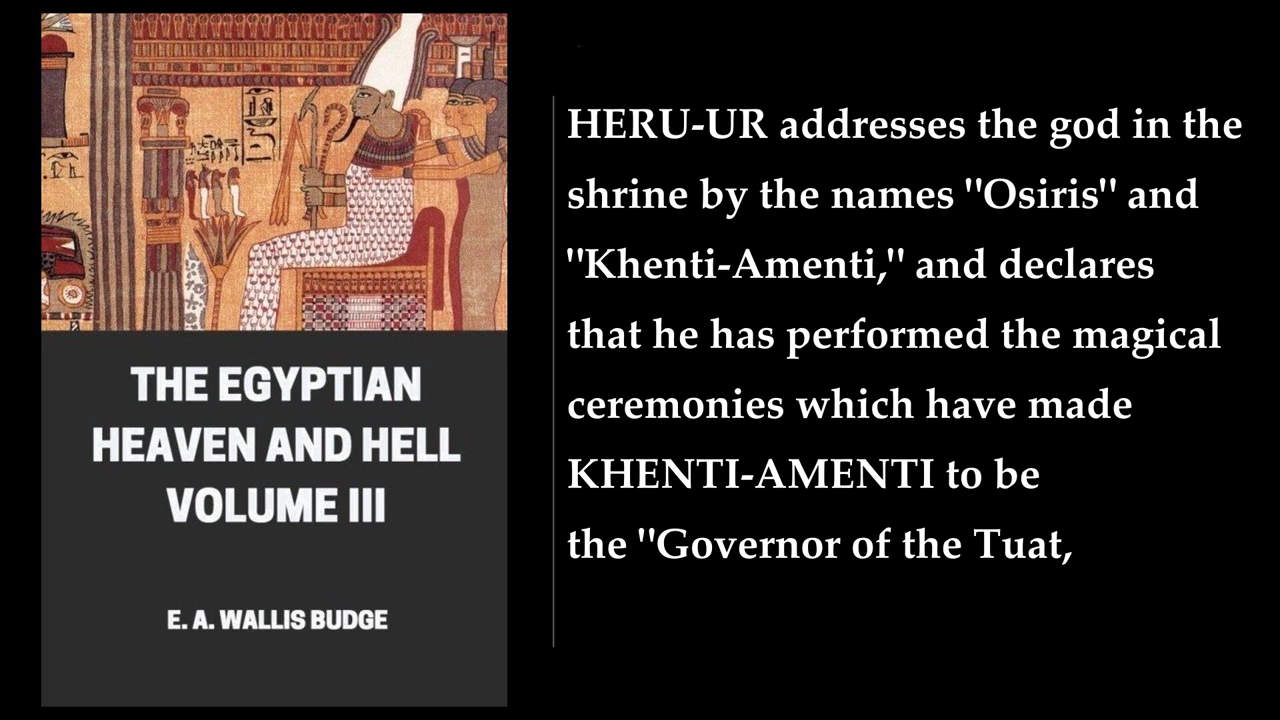 THE EGYPTIAN
HEAVEN AND HELL
VOLUME III
E. A. WALLIS BUDGE
HERU-UR addresses the god in the
shrine by the names "Osiris" and
"Khenti-Amenti," and declares
that he has performed the magical
ceremonies which have made
KHENTI-AMENTI to be
the "Governor of the Tuat,